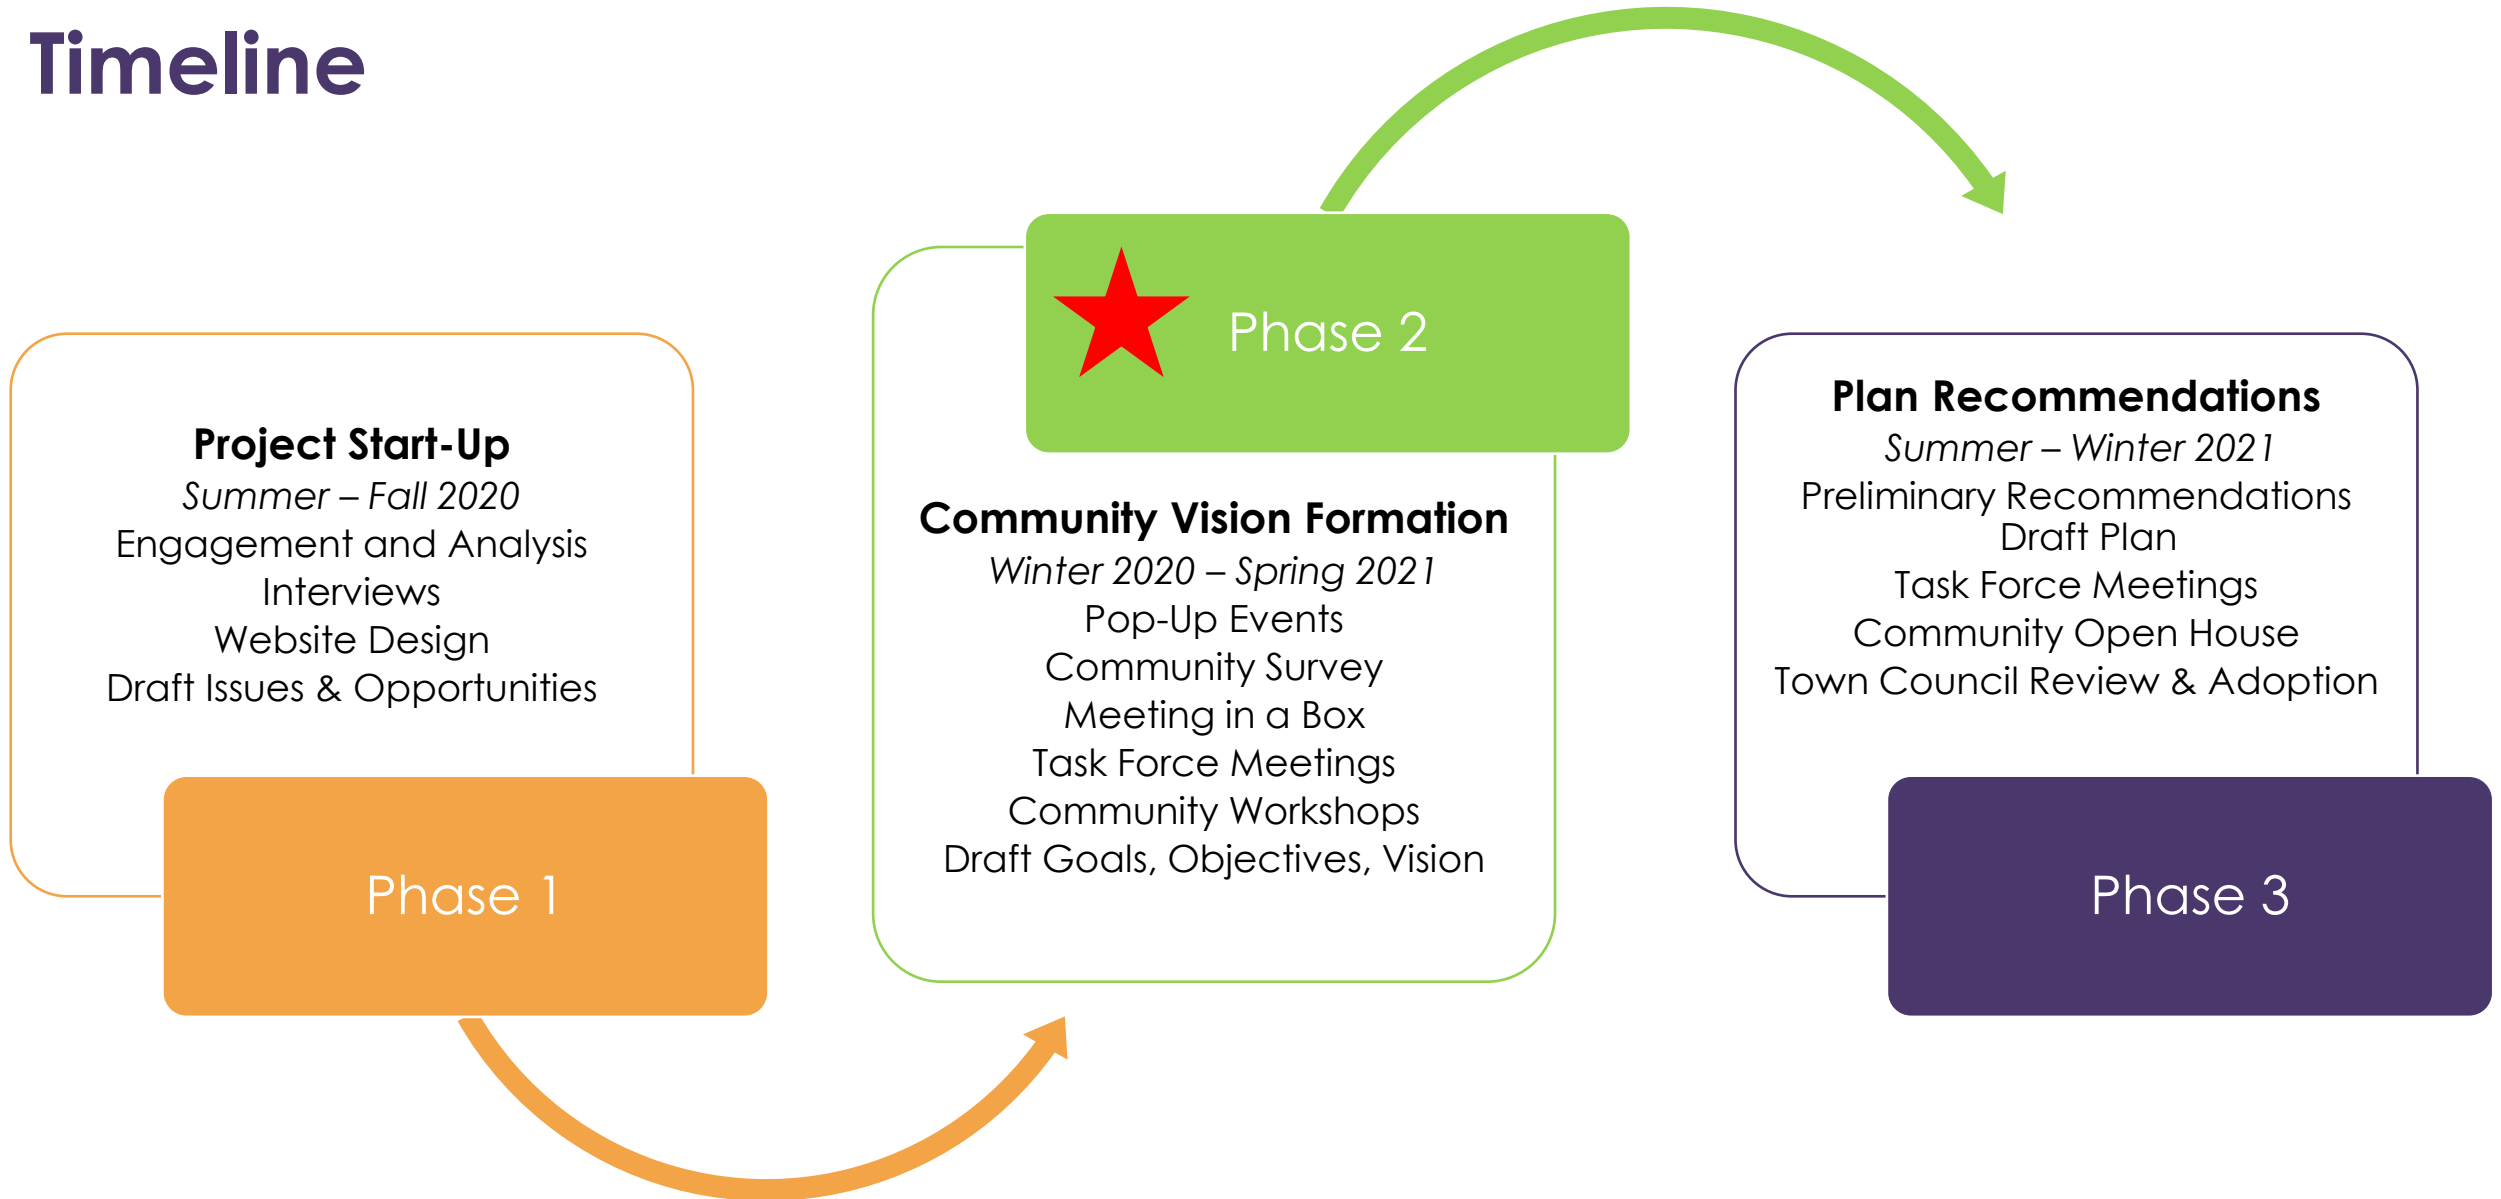 Timeline
Project Start-Up
Summer – Fall 2020
Engagement and Analysis
Interviews
Website Design
Draft Issues & Opportunities
Phase 1
Phase 2
Community Vision Formation
Winter 2020 – Spring 2021
Pop-Up Events
Community Survey
Meeting in a Box
Task Force Meetings
Community Workshops
Draft Goals, Objectives, Vision
Plan Recommendations
Summer – Winter 2021
Preliminary Recommendations
Draft Plan
Task Force Meetings
Community Open House
Town Council Review & Adoption
Phase 3